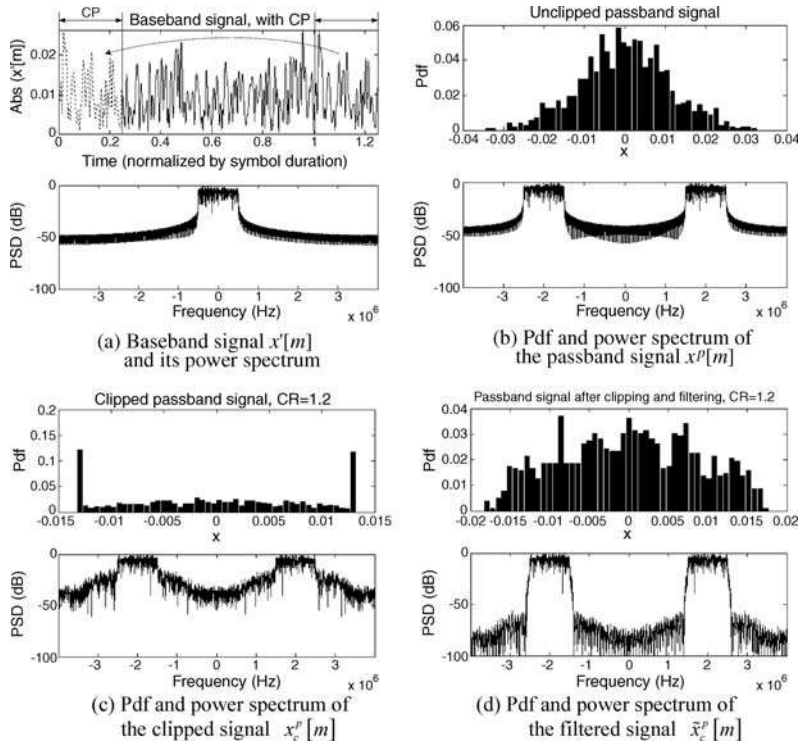 CP
Baseband signal, with CP
Abs (x'[m])
0.02
0.01
0
0 0.2 0.4 0.6 0.8 1 1.2
Time (normalized by symbol duration)
PSD (dB)
0
-50
-100
-3 -2 -1 0 1 2 3
Frequency (Hz)
x 10^6
(a) Baseband signal x'[m]
and its power spectrum
Unclipped passband signal
Pdf
0.06
0.04
0.02
0
-0.04 -0.03 -0.02 -0.01 0 0.01 0.02 0.03 0.04
x
PSD (dB)
0
-50
-100
-3 -2 -1 0 1 2 3
Frequency (Hz)
x 10^6
(b) Pdf and power spectrum of
the passband signal x^p[m]
Clipped passband signal, CR=1.2
Pdf
0.2
0.15
0.1
0.05
0
-0.015 -0.01 -0.005 0 0.005 0.01 0.015
x
PSD (dB)
0
-50
-100
-3 -2 -1 0 1 2 3
Frequency (Hz)
x 10^6
(c) Pdf and power spectrum of
the clipped signal x_c^p[m]
Passband signal after clipping and filtering, CR=1.2
Pdf
0.04
0.03
0.02
0.01
0
-0.02 -0.015 -0.01 -0.005 0 0.005 0.01 0.015 0.02
x
PSD (dB)
0
-50
-100
-3 -2 -1 0 1 2 3
Frequency (Hz)
x 10^6
(d) Pdf and power spectrum of
the filtered signal x̃_c^p[m]